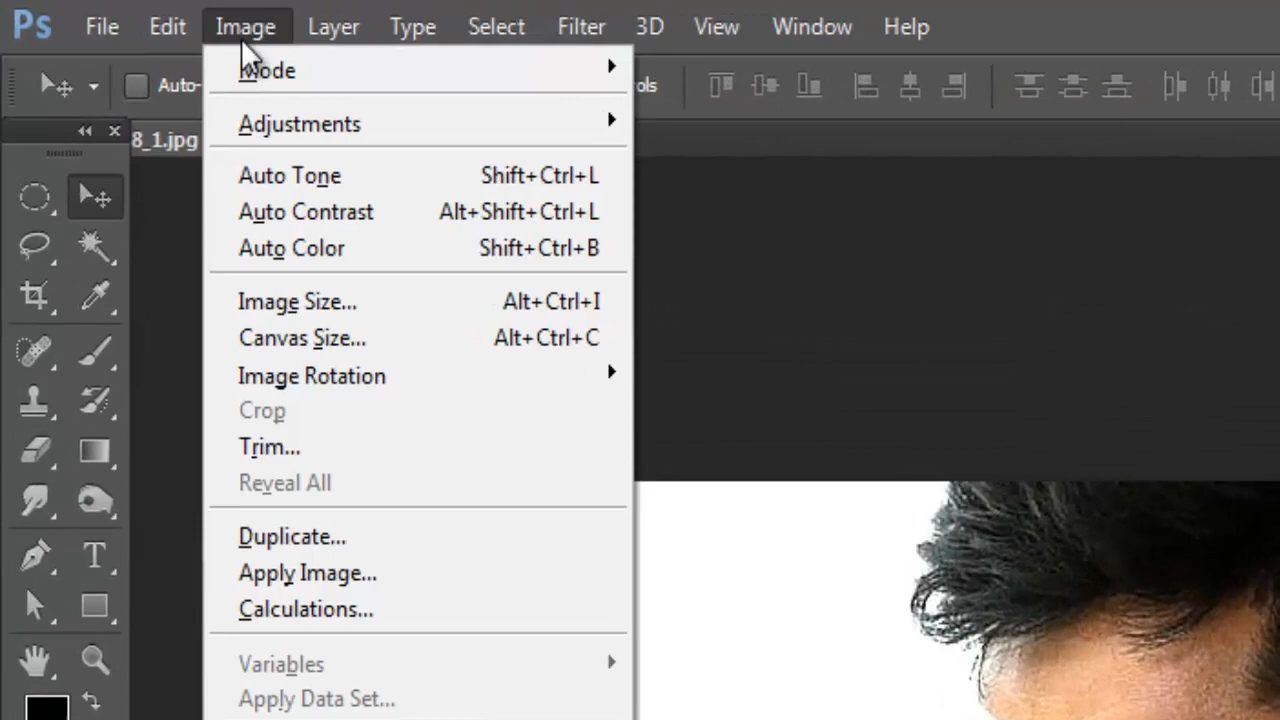 Ps File Edit Image Layer Type Select Filter 3D View Window Help
Auto-
Mode
8_1.jpg
Adjustments
Auto Tone Shift+Ctrl+L
Auto Contrast Alt+Shift+Ctrl+L
Auto Color Shift+Ctrl+B
Image Size... Alt+Ctrl+I
Canvas Size... Alt+Ctrl+C
Image Rotation
Crop
Trim...
Reveal All
Duplicate...
Apply Image...
Calculations...
Variables
Apply Data Set...